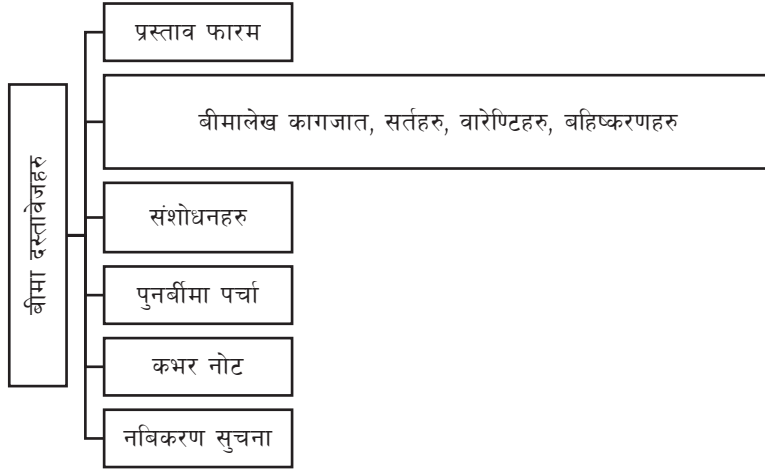 बीमा दस्तावेजहरु
प्रस्ताव फारम
बीमालेख कागजात, सर्तहरु, वारेण्टिहरु, बहिष्करणहरु
संशोधनहरु
पुनर्बीमा पर्चा
कभर नोट
नबिकरण सुचना